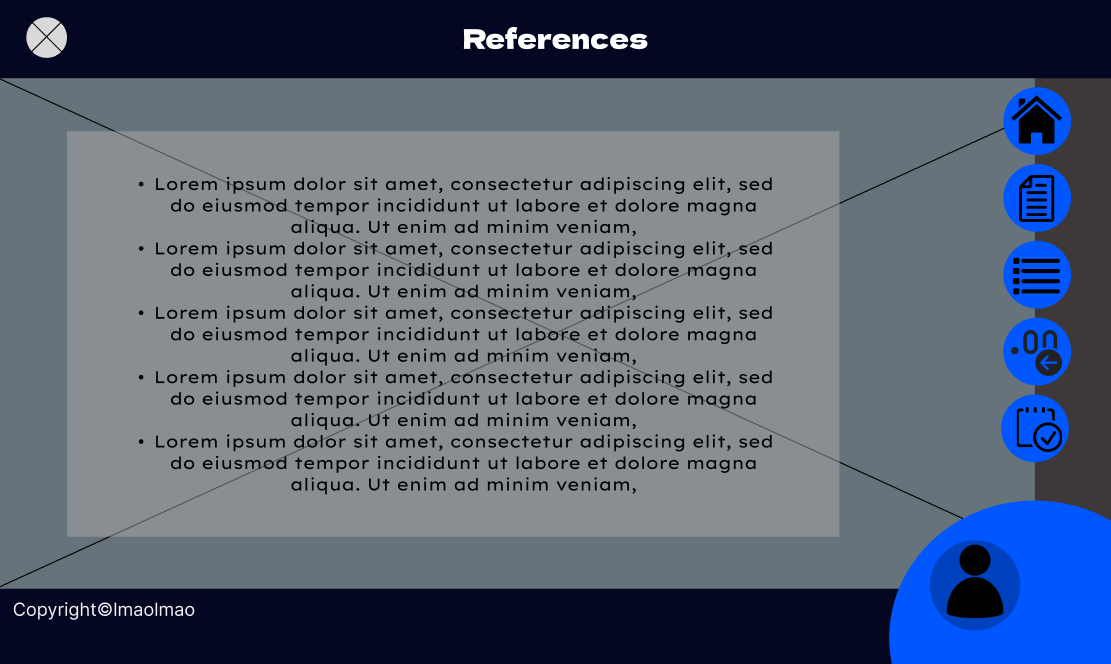 References
• Lorem ipsum dolor sit amet, consectetur adipiscing elit, sed
do eiusmod tempor incididunt ut labore et dolore magna
aliqua. Ut enim ad minim veniam,
• Lorem ipsum dolor sit amet, consectetur adipiscing elit, sed
do eiusmod tempor incididunt ut labore et dolore magna
aliqua. Ut enim ad minim veniam,
• Lorem ipsum dolor sit amet, consectetur adipiscing elit, sed
do eiusmod tempor incididunt ut labore et dolore magna
aliqua. Ut enim ad minim veniam,
• Lorem ipsum dolor sit amet, consectetur adipiscing elit, sed
do eiusmod tempor incididunt ut labore et dolore magna
aliqua. Ut enim ad minim veniam,
• Lorem ipsum dolor sit amet, consectetur adipiscing elit, sed
do eiusmod tempor incididunt ut labore et dolore magna
aliqua. Ut enim ad minim veniam,
.00
Copyright©lmaolmao